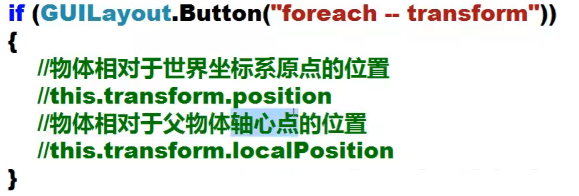 if (GUILayout.Button("foreach -- transform"))
{
//物体相对于世界坐标系原点的位置
//this.transform.position
//物体相对于父物体轴心点的位置
//this.transform.localPosition
}